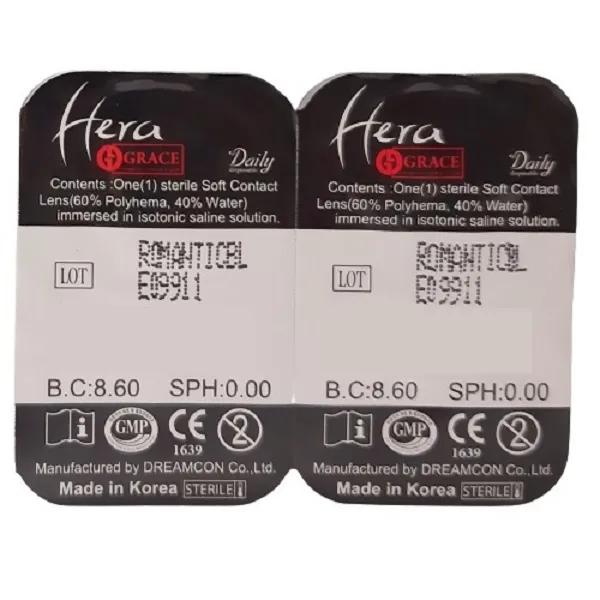 Hera
GRACE
Daily
Contents :One(1) sterile Soft Contact
Lens(60% Polyhema, 40% Water)
immersed in isotonic saline solution.
LOT
E09911
B.C:8.60 SPH:0.00
GMP
CE
1639
2
Manufactured by DREAMCON Co.,Ltd.
Made in Korea STERILE
Hera
GRACE
Daily
Contents :One(1) sterile Soft Contact
Lens(60% Polyhema, 40% Water)
immersed in isotonic saline solution.
LOT
E09911
B.C:8.60 SPH:0.00
GMP
CE
1639
2
Manufactured by DREAMCON Co.,Ltd.
Made in Korea STERILE